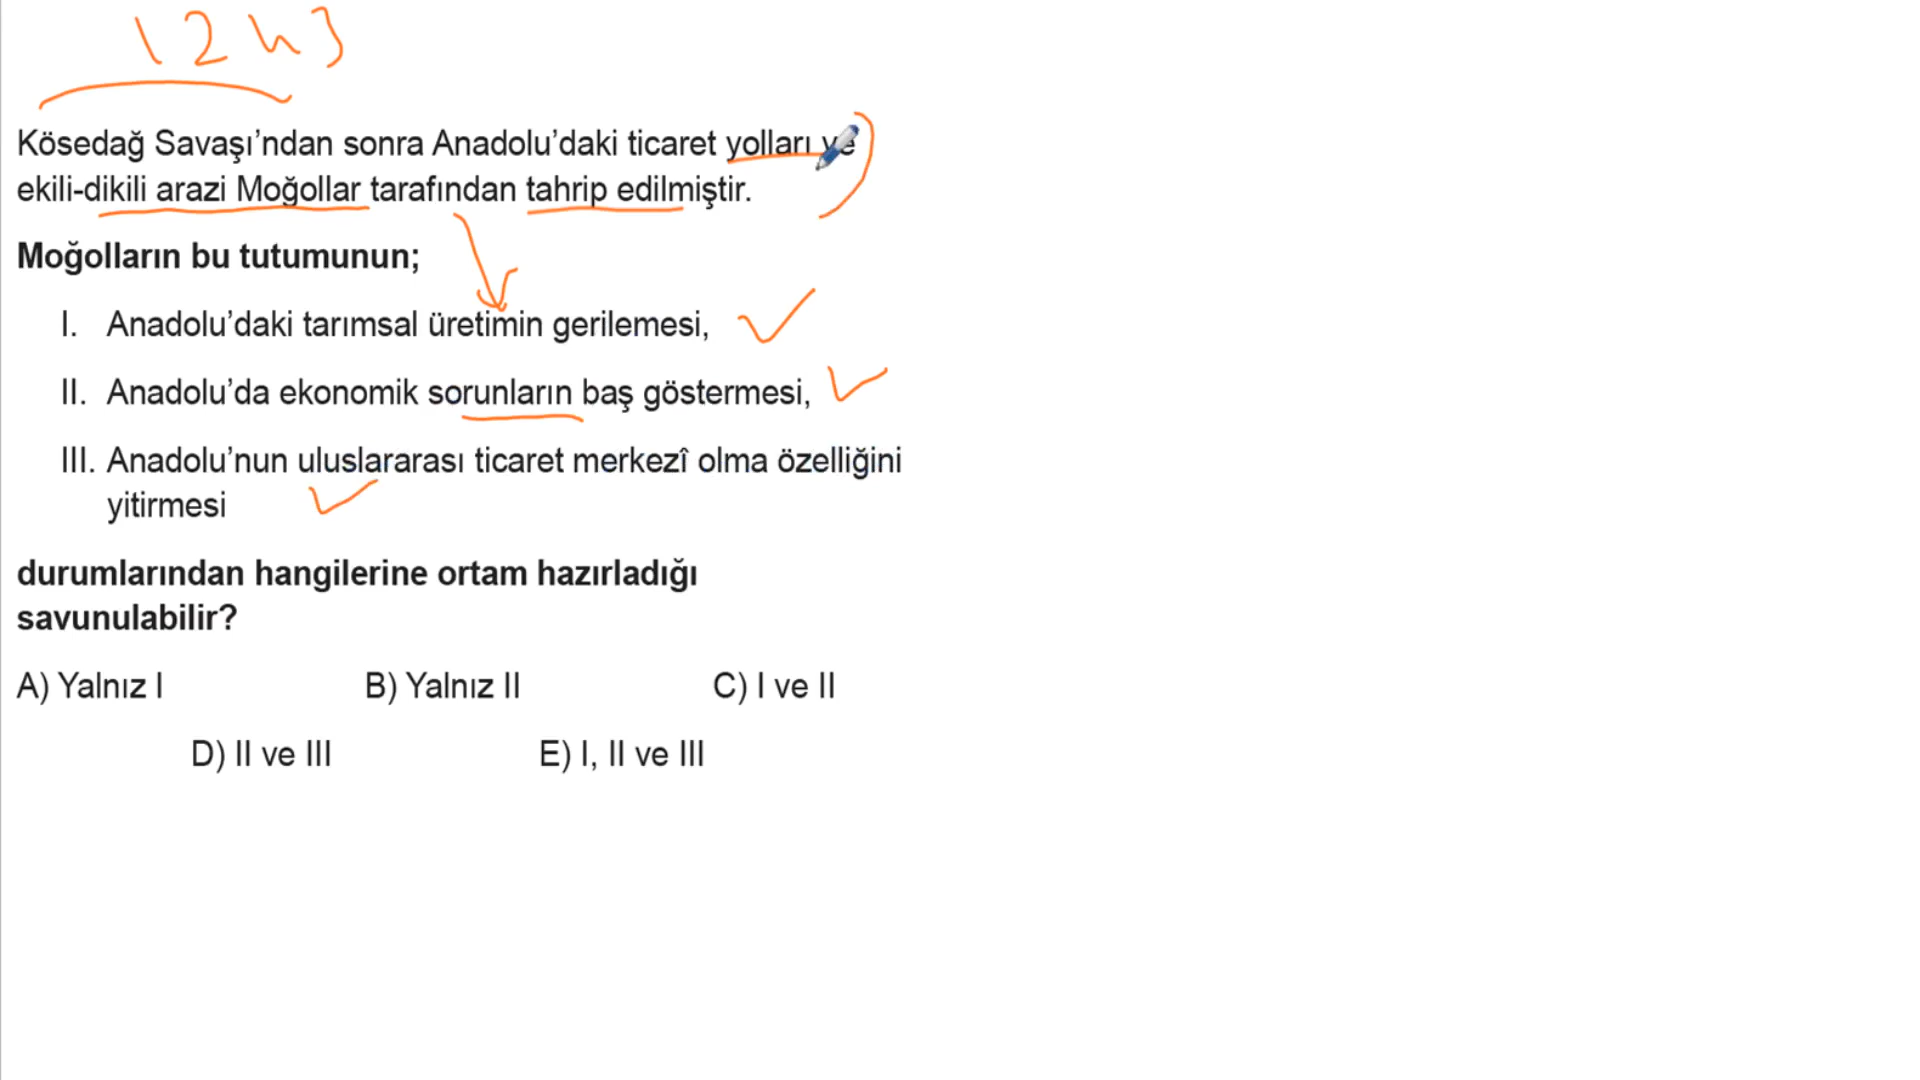 1243
Kösedağ Savaşı’ndan sonra Anadolu’daki ticaret yolları ve
ekili-dikili arazi Moğollar tarafından tahrip edilmiştir.
Moğolların bu tutumunun;
I. Anadolu’daki tarımsal üretimin gerilemesi,
II. Anadolu’da ekonomik sorunların baş göstermesi,
III. Anadolu’nun uluslararası ticaret merkezî olma özelliğini
yitirmesi
durumlarından hangilerine ortam hazırladığı
savunulabilir?
A) Yalnız I B) Yalnız II C) I ve II
D) II ve III E) I, II ve III